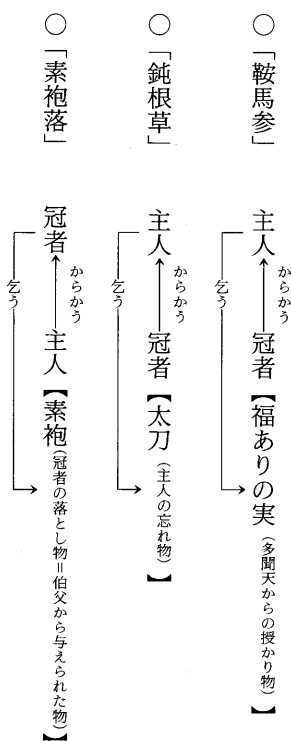 ○「鞍馬参」 主人 からかう 冠者【福ありの実(多聞天からの授かり物)】
乞う
○「鈍根草」 主人 からかう 冠者【太刀(主人の忘れ物)】
乞う
○「素袍落」 冠者 からかう 主人【素袍(冠者の落とし物=伯父から与えられた物)】
乞う